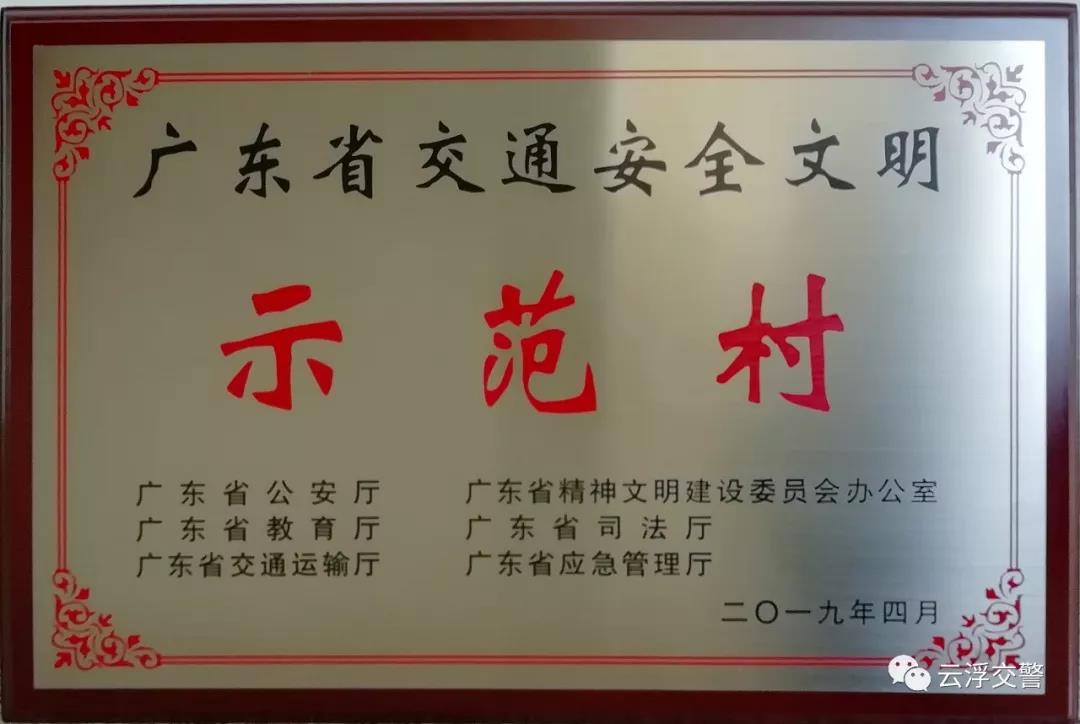 广东省交通安全文明
示范村
广东省公安厅 广东省精神文明建设委员会办公室
广东省教育厅 广东省司法厅
广东省交通运输厅 广东省应急管理厅
二〇一九年四月
云浮交警